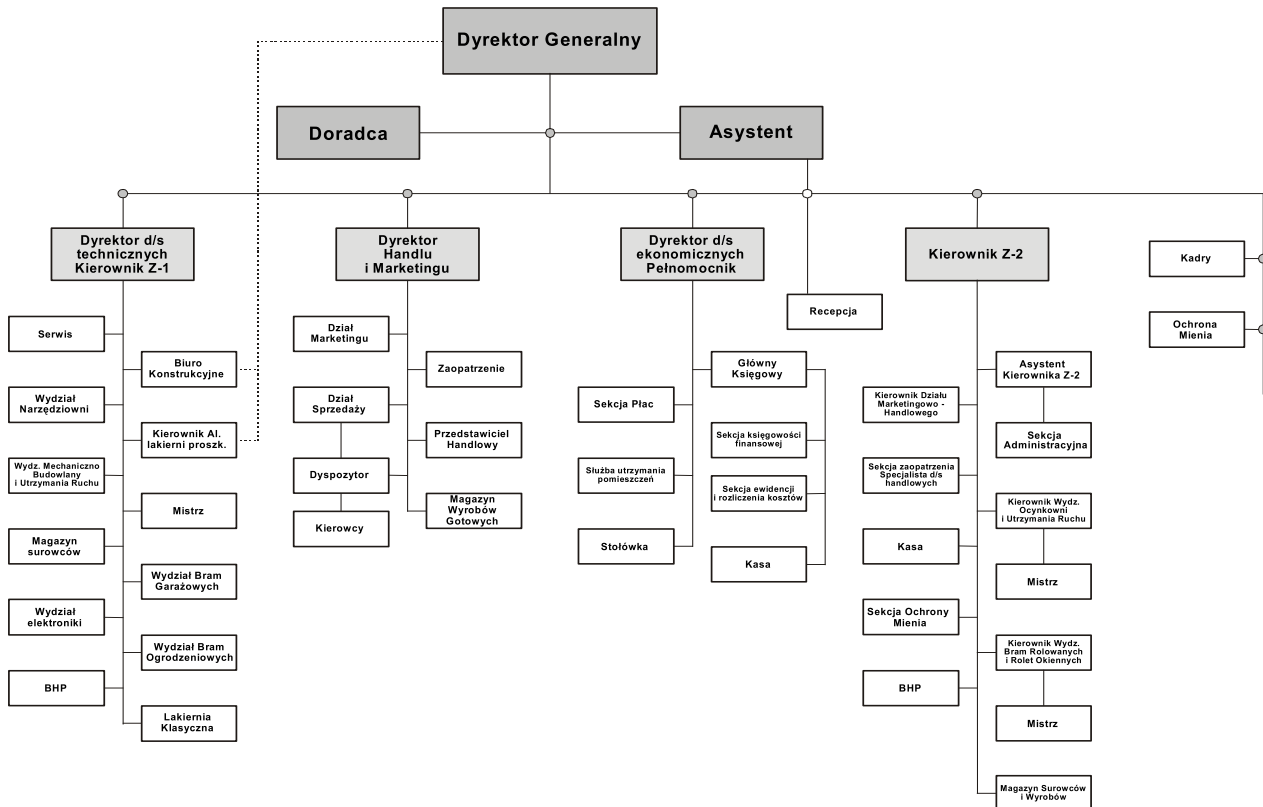 Dyrektor Generalny
Doradca
Asystent
Dyrektor d/s
technicznych
Kierownik Z-1
Dyrektor
Handlu
i Marketingu
Dyrektor d/s
ekonomicznych
Pełnomocnik
Kierownik Z-2
Kadry
Ochrona
Mienia
Recepcja
Serwis
Biuro
Konstrukcyjne
Wydział
Narzędziowni
Kierownik Al.
lakierni proszk.
Wydz. Mechaniczno
Budowlany
i Utrzymania Ruchu
Mistrz
Magazyn
surowców
Wydział Bram
Garażowych
Wydział
elektroniki
Wydział Bram
Ogrodzeniowych
BHP
Lakiernia
Klasyczna
Dział
Marketingu
Zaopatrzenie
Dział
Sprzedaży
Przedstawiciel
Handlowy
Dyspozytor
Magazyn
Wyrobów
Gotowych
Kierowcy
Główny
Księgowy
Sekcja Płac
Sekcja księgowości
finansowej
Służba utrzymania
pomieszczeń
Sekcja ewidencji
i rozliczenia kosztów
Stołówka
Kasa
Asystent
Kierownika Z-2
Kierownik Działu
Marketingowo -
Handlowego
Sekcja
Administracyjna
Sekcja zaopatrzenia
Specjalista d/s
handlowych
Kierownik Wydz.
Ocynkowni
i Utrzymania Ruchu
Kasa
Mistrz
Sekcja Ochrony
Mienia
Kierownik Wydz.
Bram Rolowanych
i Rolet Okiennych
BHP
Mistrz
Magazyn Surowców
i Wyrobów